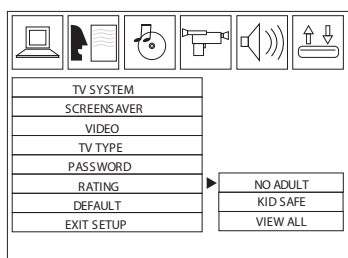 TV SYSTEM
SCREENSAVER
VIDEO
TV TYPE
PASSWORD
RATING
DEFAULT
EXIT SETUP
NO ADULT
KID SAFE
VIEW ALL